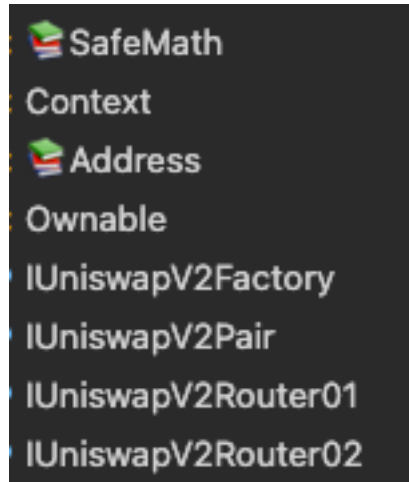 📚SafeMath
Context
📚Address
Ownable
IUniswapV2Factory
IUniswapV2Pair
IUniswapV2Router01
IUniswapV2Router02